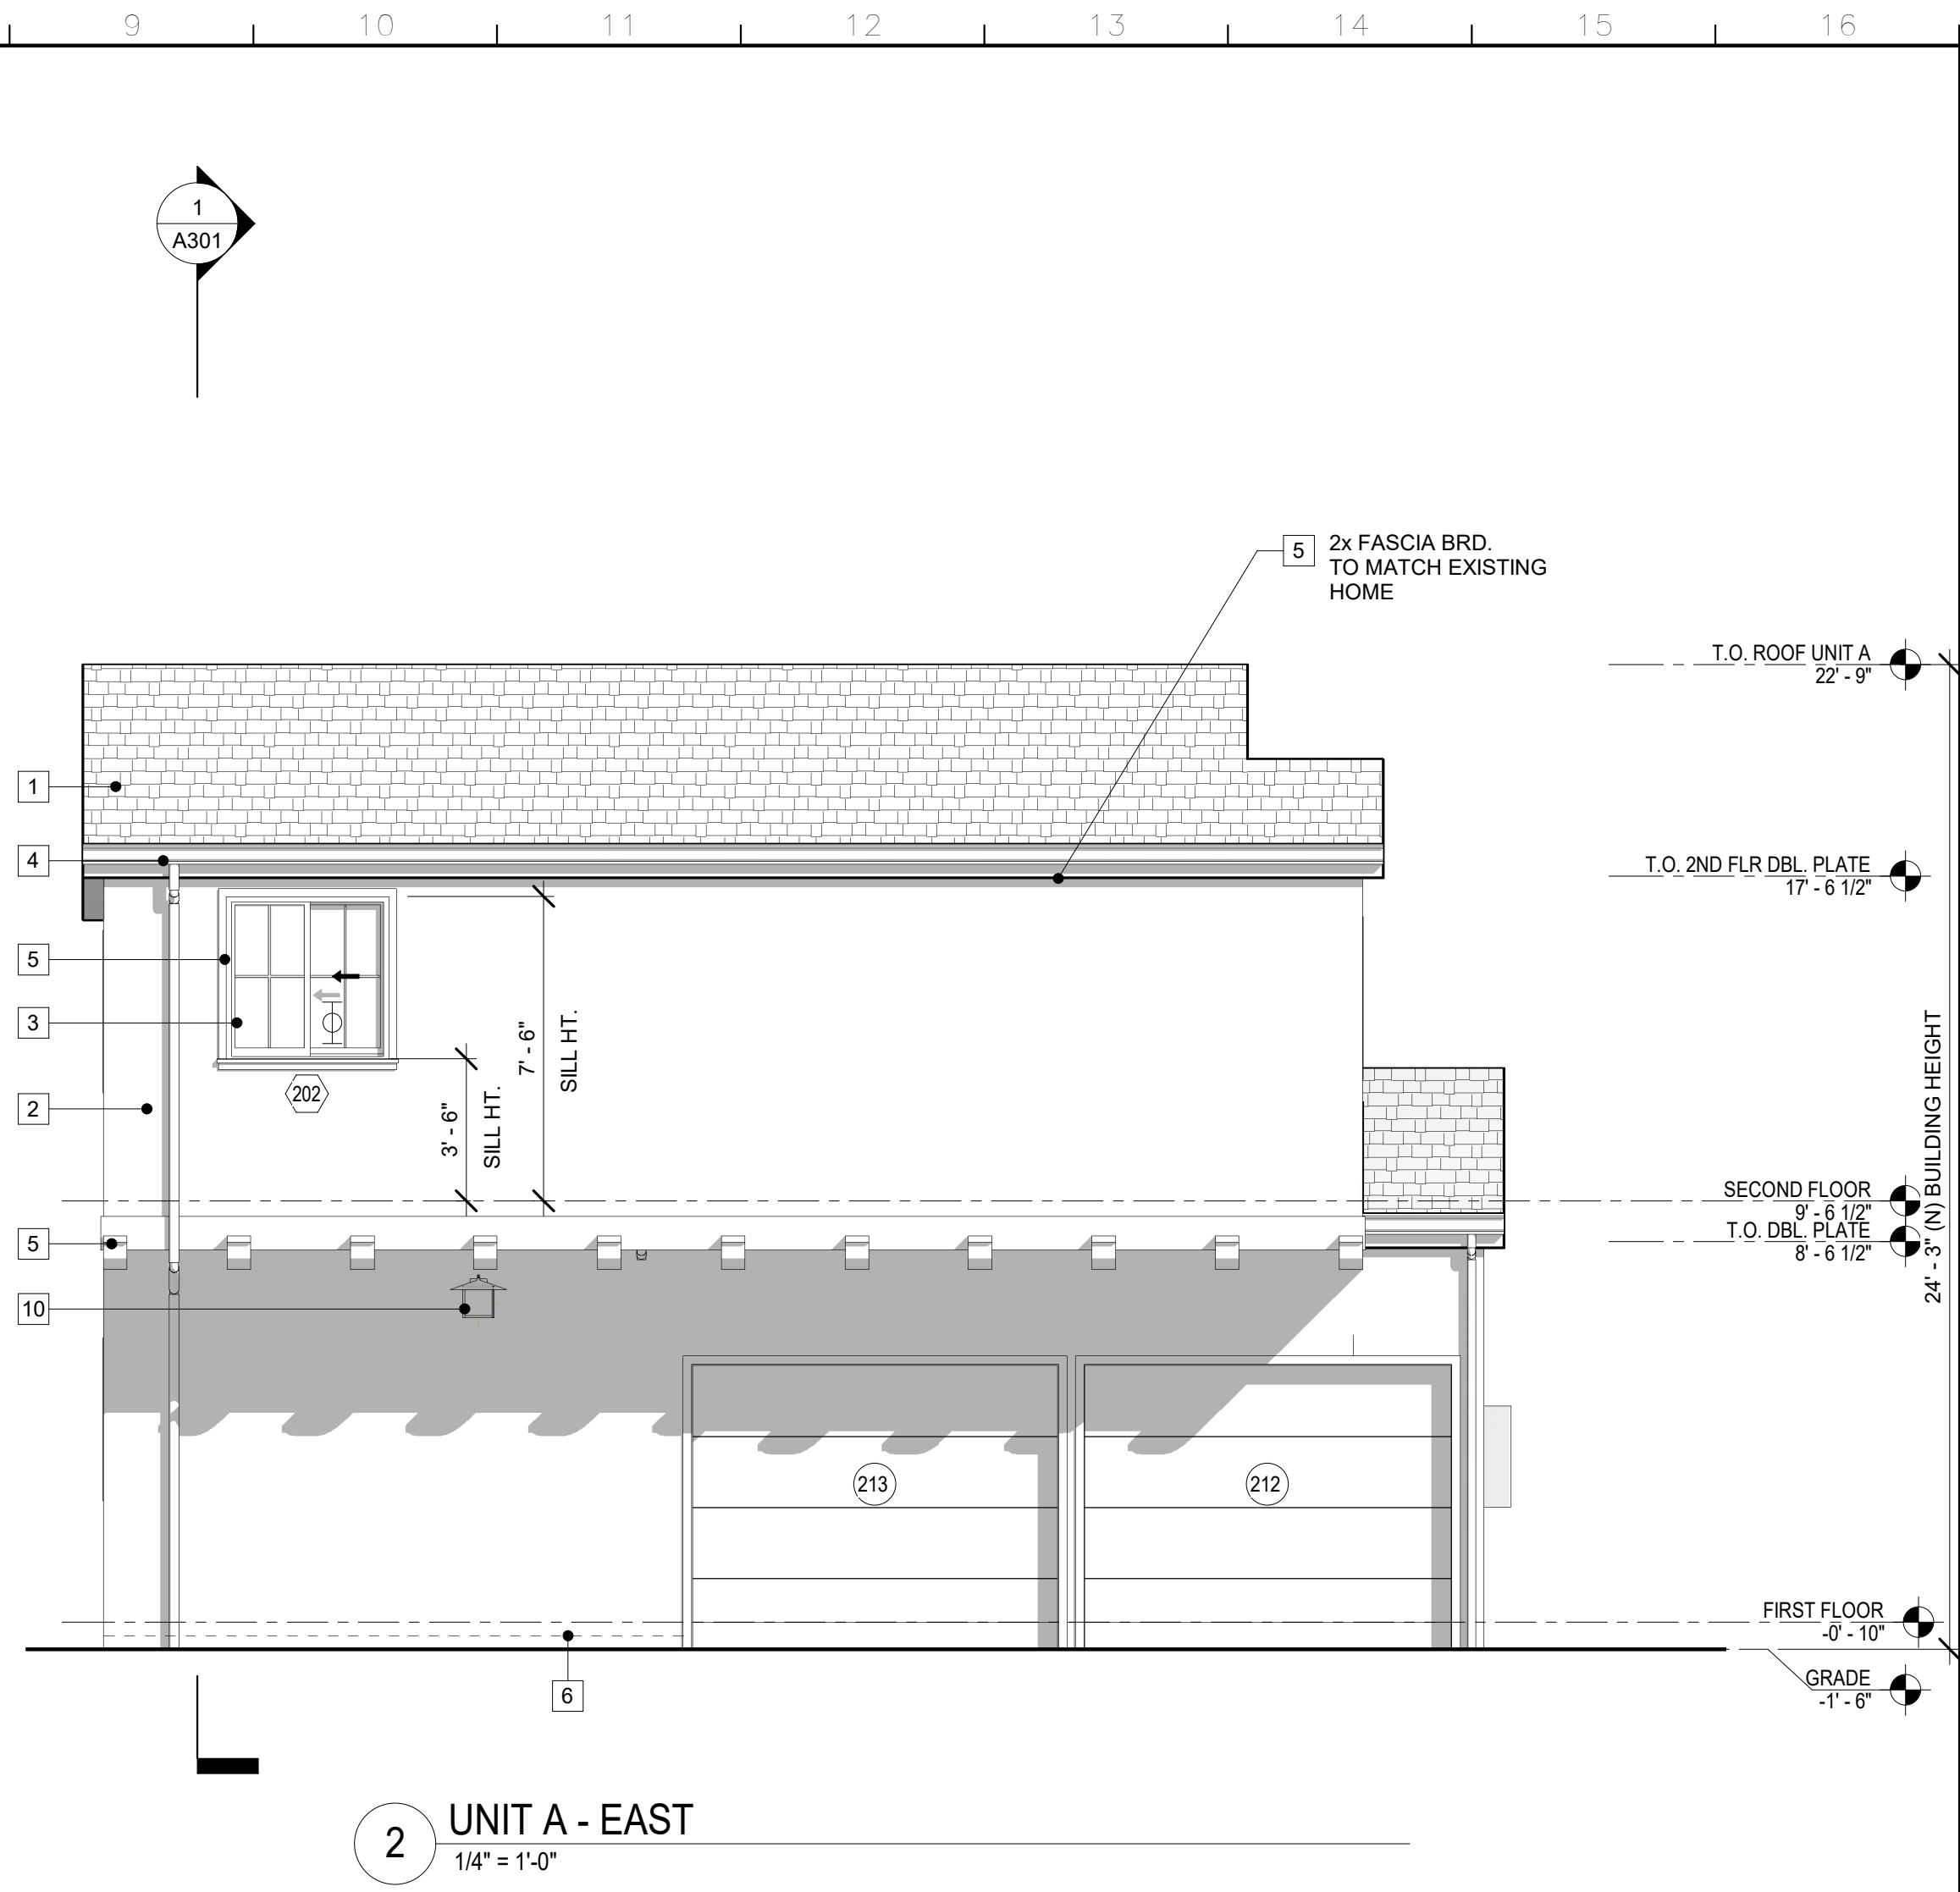 9 10 11 12 13 14 15 16
1
A301
5 2x FASCIA BRD.
TO MATCH EXISTING
HOME
T.O. ROOF UNIT A
22' - 9"
1
4
T.O. 2ND FLR DBL. PLATE
17' - 6 1/2"
5
3
2
202
3' - 6"
SILL HT.
7' - 6"
SILL HT.
24' - 3" (N) BUILDING HEIGHT
SECOND FLOOR
9' - 6 1/2"
T.O. DBL. PLATE
8' - 6 1/2"
5
10
213
212
FIRST FLOOR
-0' - 10"
6
GRADE
-1' - 6"
2
UNIT A - EAST
1/4" = 1'-0"